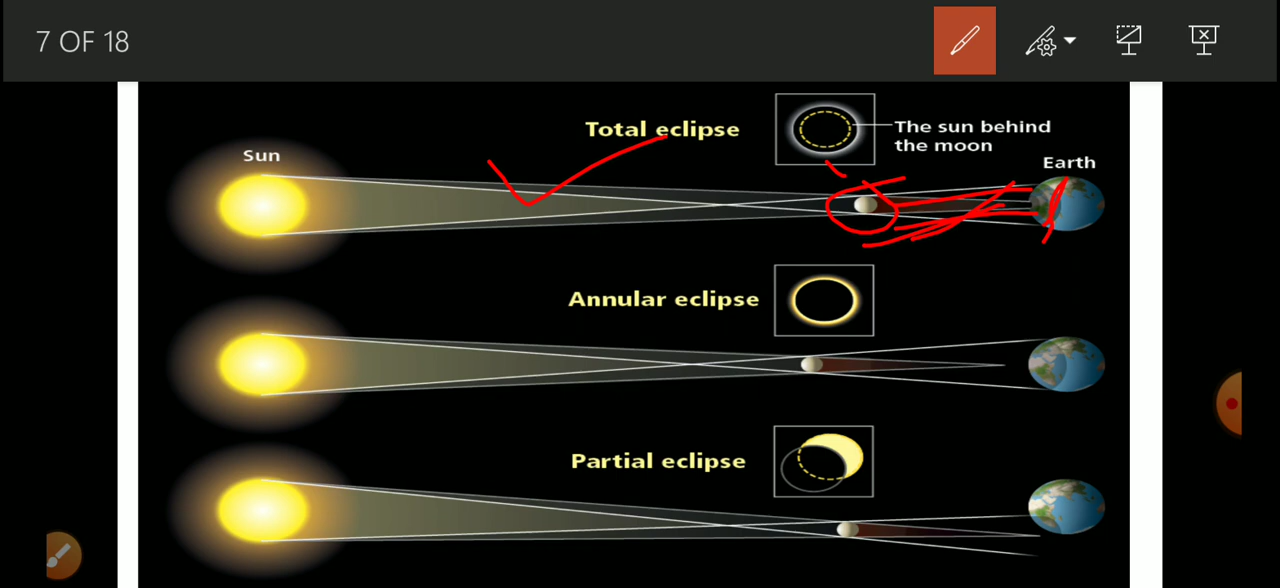 7 OF 18
Total eclipse
The sun behind
the moon
Sun
Earth
Annular eclipse
Partial eclipse